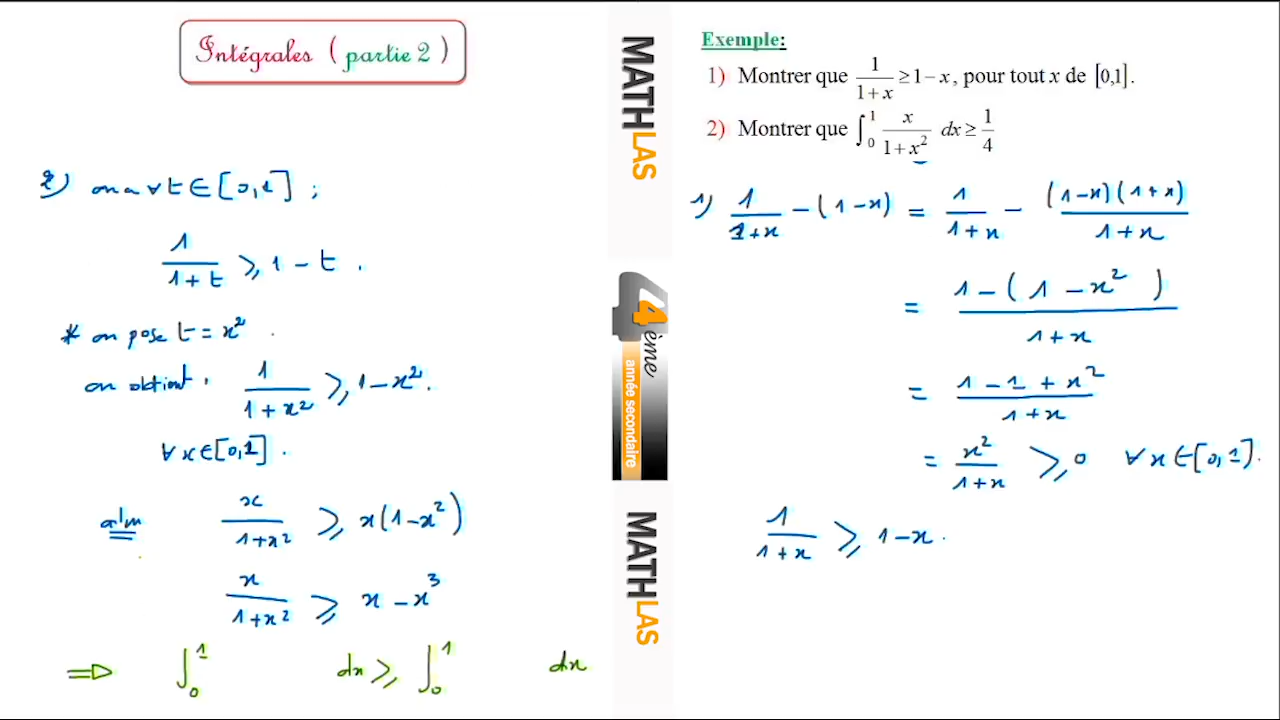 Intégrales ( partie 2 )
2) on a ∀t ∈ [0,1] ;
1/(1+t) ⩾ 1 - t .
* on pose t = x²
on obtient : 1/(1+x²) ⩾ 1 - x² .
∀x ∈ [0,1] .
x/(1+x²) ⩾ x(1-x²)
x/(1+x²) ⩾ x - x³
⇒ ∫₀¹ dx ⩾ ∫₀¹ dx
MATHLAS
4
4ème
année secondaire
MATHLAS
Exemple:
1) Montrer que 1/(1+x) ≥ 1-x, pour tout x de [0,1].
2) Montrer que ∫₀¹ x/(1+x²) dx ≥ 1/4
1) 1/(1+x) - (1-x) = 1/(1+x) - (1-x)(1+x)/(1+x)
= (1-(1-x²))/(1+x)
= (1-1+x²)/(1+x)
= x²/(1+x) ⩾ 0 ∀x ∈ [0,1].
1/(1+x) ⩾ 1-x .